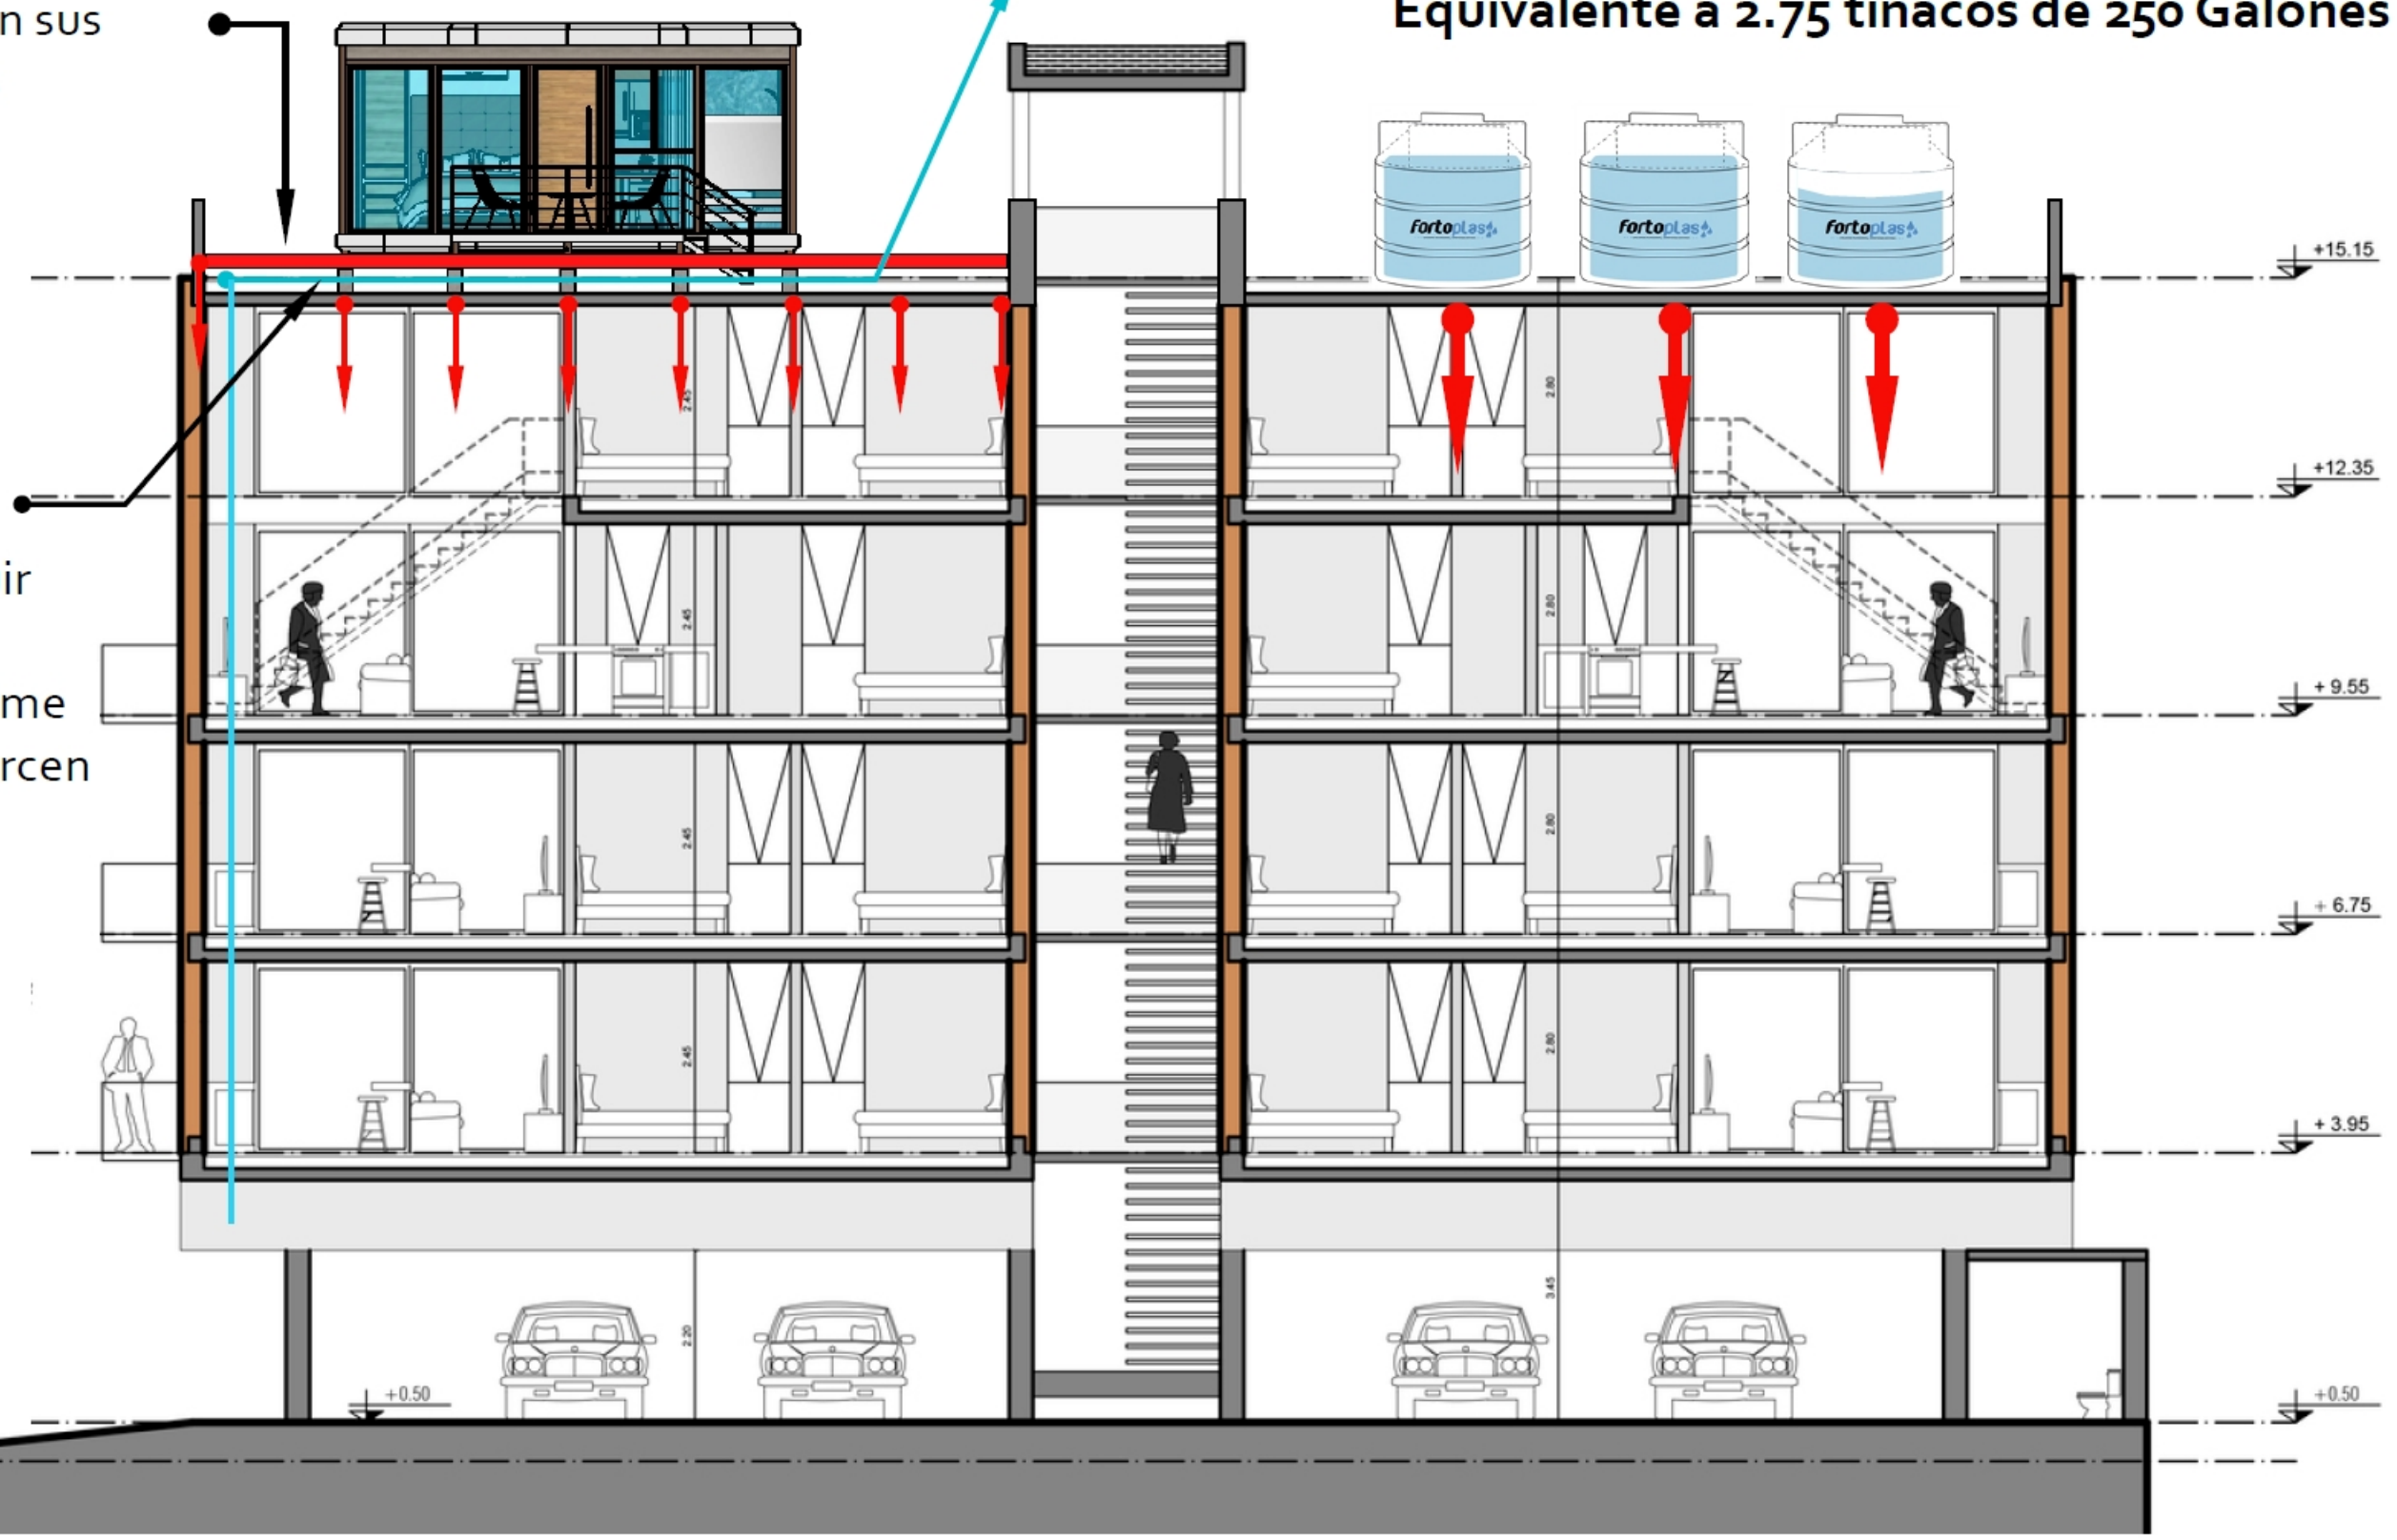 n sus
Equivalente a 2.75 tinacos de 250 Galones
fortoplas
fortoplas
fortoplas
+15.15
2.45
2.80
+12.35
ir
2.45
2.80
me
+ 9.55
rcen
2.45
2.80
+ 6.75
2.45
2.80
+ 3.95
2.20
3.45
+0.50
+0.50